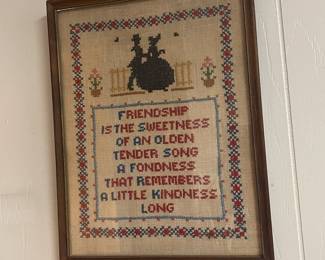 FRIENDSHIP
IS THE SWEETNESS
OF AN OLDEN
TENDER SONG
A FONDNESS
THAT REMEMBERS
A LITTLE KINDNESS
LONG